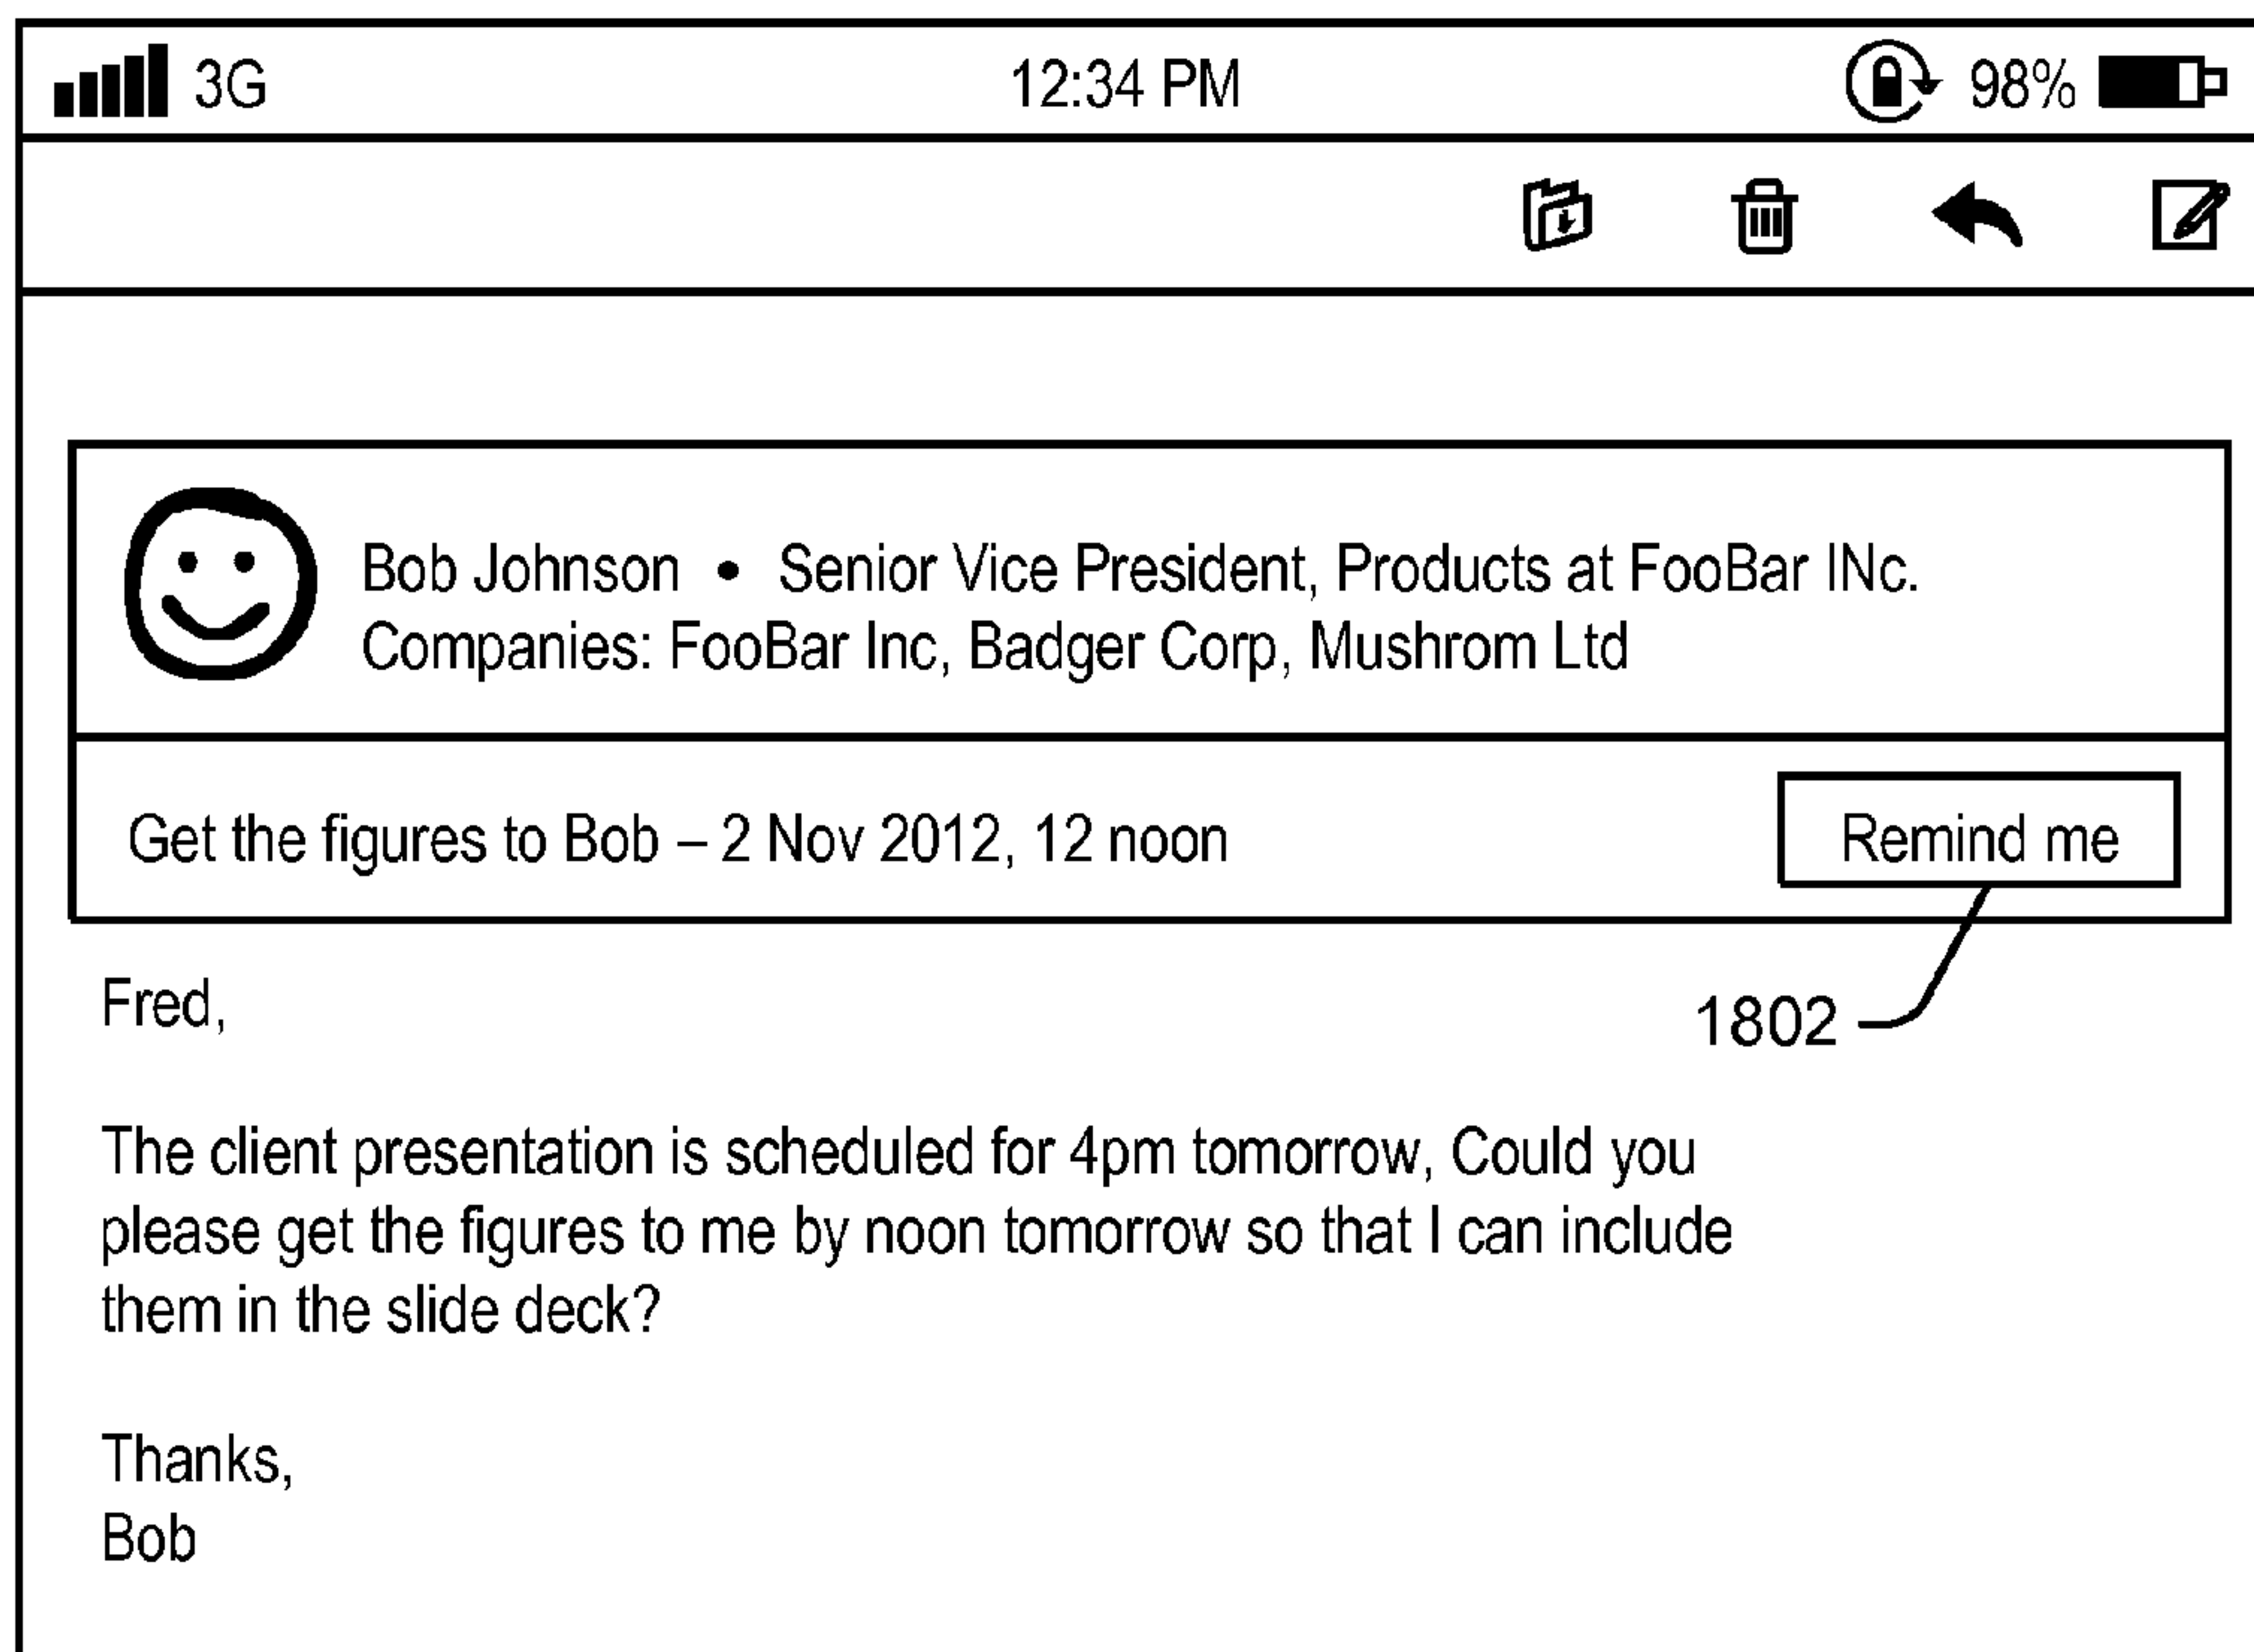 3G 12:34 PM 98%
Bob Johnson • Senior Vice President, Products at FooBar INc.
Companies: FooBar Inc, Badger Corp, Mushrom Ltd
Get the figures to Bob – 2 Nov 2012, 12 noon Remind me
Fred,
1802
The client presentation is scheduled for 4pm tomorrow, Could you
please get the figures to me by noon tomorrow so that I can include
them in the slide deck?
Thanks,
Bob